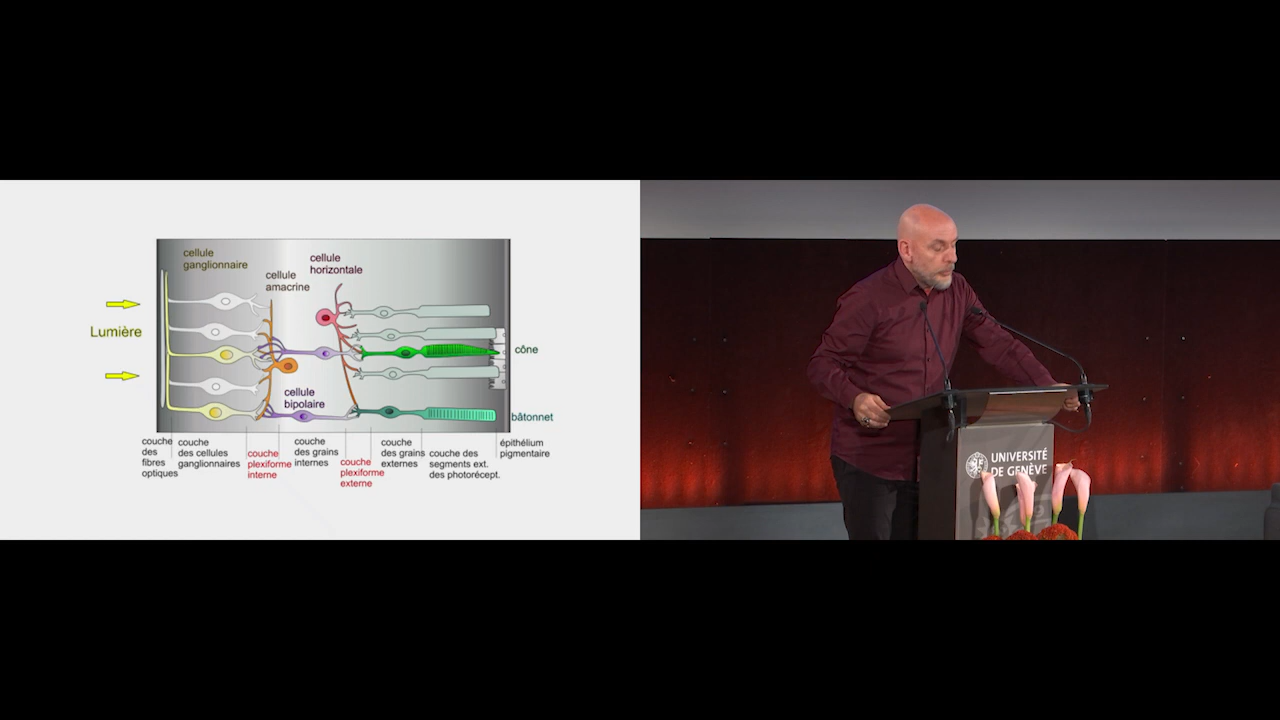 cellule
ganglionnaire
cellule
amacrine
cellule
horizontale
Lumière
cône
cellule
bipolaire
bâtonnet
couche
des
fibres
optiques
couche
des cellules
ganglionnaires
couche
plexiforme
interne
couche
des grains
internes
couche
plexiforme
externe
couche
des grains
externes
couche des
segments ext.
des photorécept.
épithélium
pigmentaire
UNIVERSITÉ
DE GENÈVE